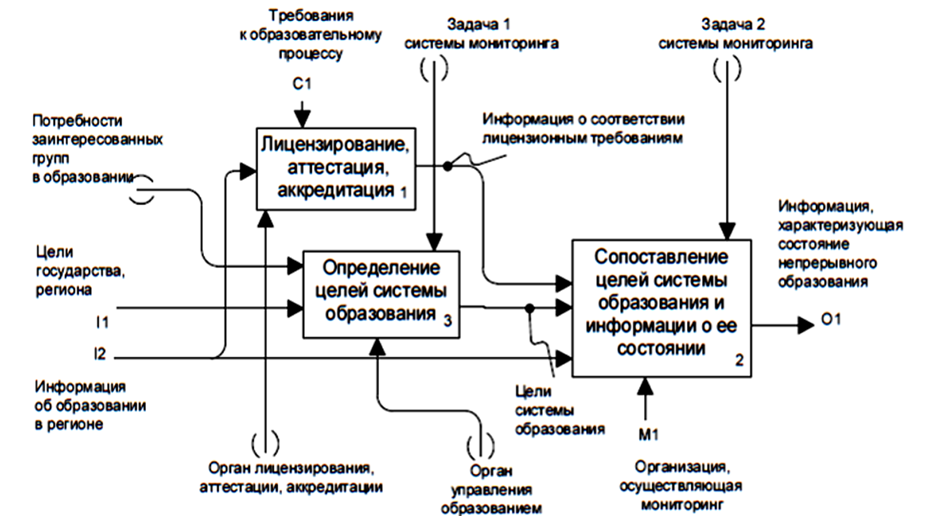 Требования
к образовательному
процессу
C1
Задача 1
системы мониторинга
Задача 2
системы мониторинга
Потребности
заинтересованных
групп
в образовании
Лицензирование,
аттестация,
аккредитация 1
Информация о соответствии
лицензионным требованиям
Цели
государства,
региона
I1
I2
Информация
об образовании
в регионе
Определение
целей системы
образования 3
Сопоставление
целей системы
образования и
информации о ее
состоянии
2
Информация,
характеризующая
состояние
непрерывного
образования
O1
Цели
системы
образования
M1
Орган лицензирования,
аттестации, аккредитации
Орган
управления
образованием
Организация,
осуществляющая
мониторинг